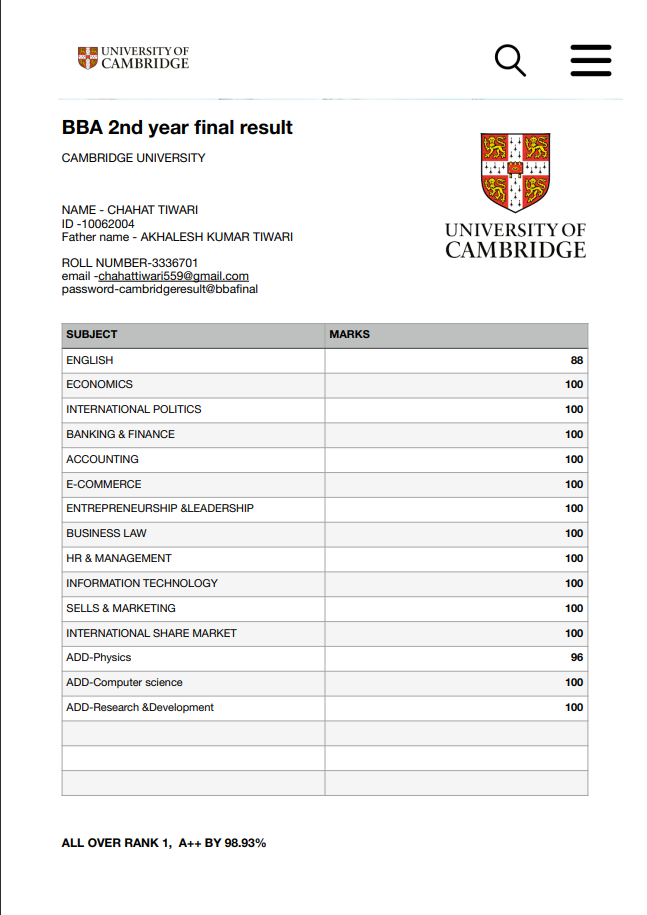 UNIVERSITY OF
CAMBRIDGE
BBA 2nd year final result
CAMBRIDGE UNIVERSITY
NAME - CHAHAT TIWARI
ID -10062004
Father name - AKHALESH KUMAR TIWARI
ROLL NUMBER-3336701
email -chahattiwari559@gmail.com
password-cambridgeresult@bbafinal
UNIVERSITY OF
CAMBRIDGE
SUBJECT MARKS
ENGLISH 88
ECONOMICS 100
INTERNATIONAL POLITICS 100
BANKING & FINANCE 100
ACCOUNTING 100
E-COMMERCE 100
ENTREPRENEURSHIP &LEADERSHIP 100
BUSINESS LAW 100
HR & MANAGEMENT 100
INFORMATION TECHNOLOGY 100
SELLS & MARKETING 100
INTERNATIONAL SHARE MARKET 100
ADD-Physics 96
ADD-Computer science 100
ADD-Research &Development 100
ALL OVER RANK 1, A++ BY 98.93%